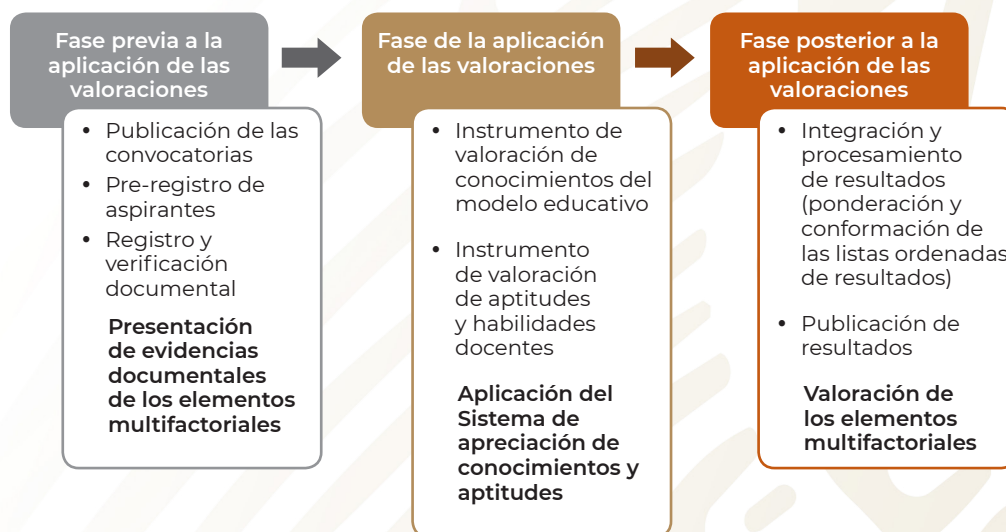 Fase previa a la
aplicación de las
valoraciones
• Publicación de las
convocatorias
• Pre-registro de
aspirantes
• Registro y
verificación
documental
Presentación
de evidencias
documentales
de los elementos
multifactoriales
Fase de la aplicación
de las valoraciones
• Instrumento de
valoración de
conocimientos del
modelo educativo
• Instrumento
de valoración
de aptitudes
y habilidades
docentes
Aplicación del
Sistema de
apreciación de
conocimientos y
aptitudes
Fase posterior a la
aplicación de las
valoraciones
• Integración y
procesamiento
de resultados
(ponderación y
conformación de
las listas ordenadas
de resultados)
• Publicación de
resultados
Valoración de
los elementos
multifactoriales